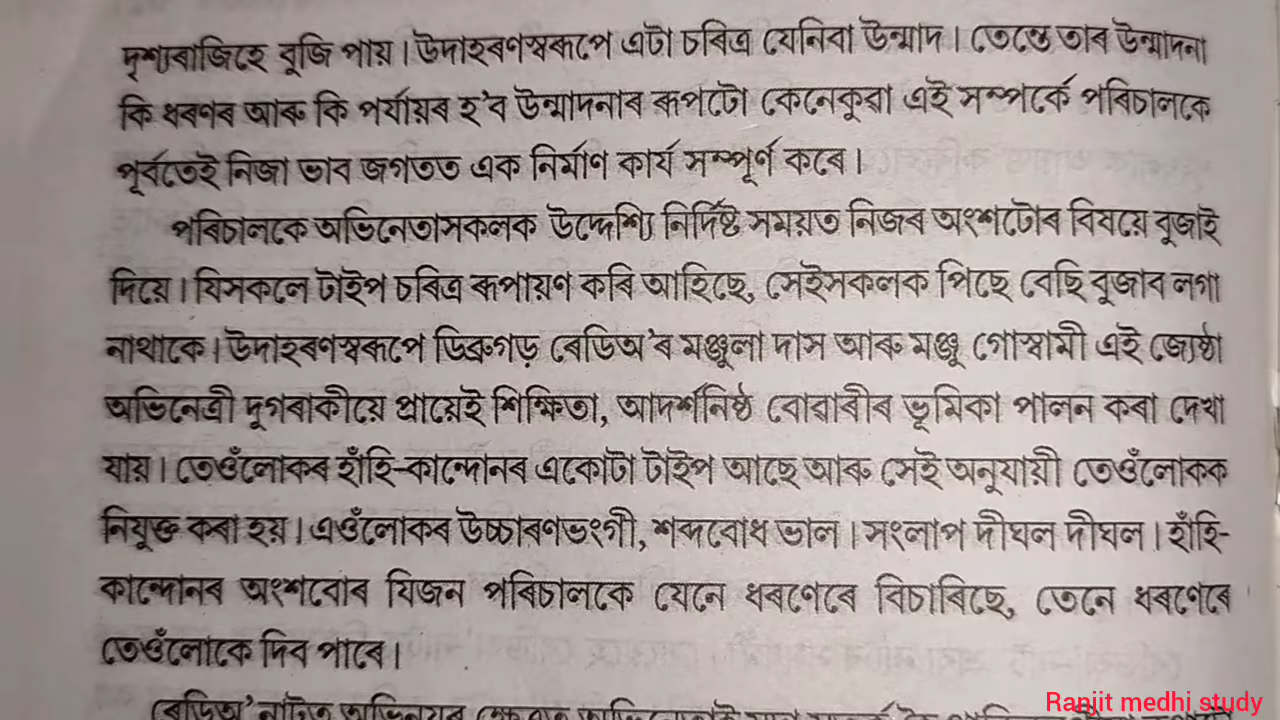 দৃশ্যৰাজিহে বুজি পায়। উদাহৰণস্বৰূপে এটা চৰিত্ৰ যেনিবা উন্মাদ। তেন্তে তাৰ উন্মাদনা
কি ধৰণৰ আৰু কি পৰ্যায়ৰ হ'ব উন্মাদনাৰ ৰূপটো কেনেকুৱা এই সম্পৰ্কে পৰিচালকে
পূৰ্বতেই নিজা ভাব জগতত এক নিৰ্মাণ কাৰ্য সম্পূৰ্ণ কৰে।
পৰিচালকে অভিনেতাসকলক উদ্দেশ্যি নিৰ্দিষ্ট সময়ত নিজৰ অংশটোৰ বিষয়ে বুজাই
দিয়ে। যিসকলে টাইপ চৰিত্ৰ ৰূপায়ণ কৰি আহিছে, সেইসকলক পিছে বেছি বুজাব লগা
নাথাকে। উদাহৰণস্বৰূপে ডিব্ৰুগড় ৰেডিঅ'ৰ মঞ্জুলা দাস আৰু মঞ্জু গোস্বামী এই জ্যেষ্ঠা
অভিনেত্ৰী দুগৰাকীয়ে প্ৰায়েই শিক্ষিতা, আদৰ্শনিষ্ঠ বোৱাৰীৰ ভূমিকা পালন কৰা দেখা
যায়। তেওঁলোকৰ হাঁহি-কান্দোনৰ একোটা টাইপ আছে আৰু সেই অনুযায়ী তেওঁলোকক
নিযুক্ত কৰা হয়। এওঁলোকৰ উচ্চাৰণভংগী, শব্দবোধ ভাল। সংলাপ দীঘল দীঘল। হাঁহি-
কান্দোনৰ অংশবোৰ যিজন পৰিচালকে যেনে ধৰণেৰে বিচাৰিছে, তেনে ধৰণেৰে
তেওঁলোকে দিব পাৰে।
ৰেডিঅ' নাটত অভিনয়ৰ
Ranjit medhi study